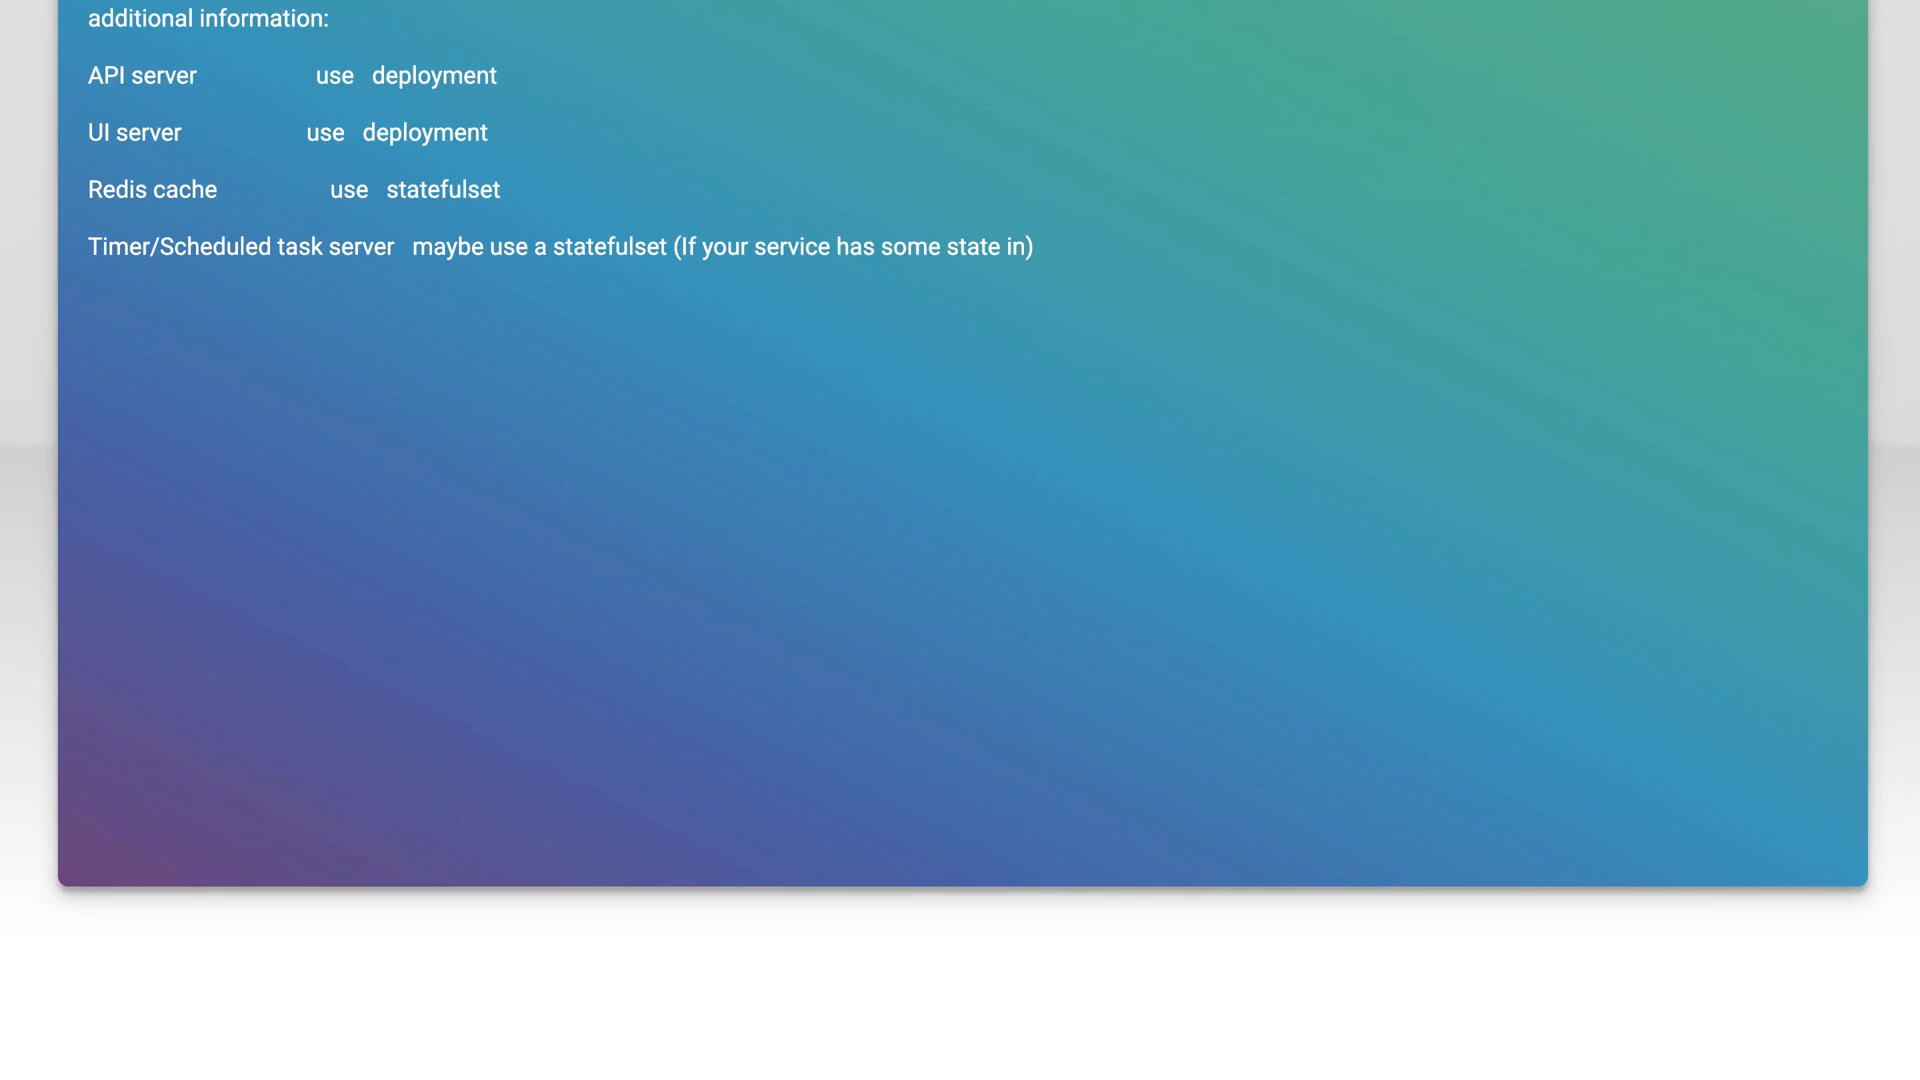 additional information:
API server use deployment
UI server use deployment
Redis cache use statefulset
Timer/Scheduled task server maybe use a statefulset (If your service has some state in)